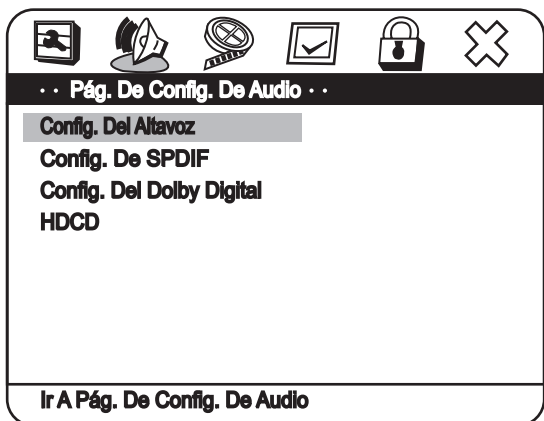 ·· Pág. De Config. De Audio ··
Config. Del Altavoz
Config. De SPDIF
Config. Del Dolby Digital
HDCD
Ir A Pág. De Config. De Audio